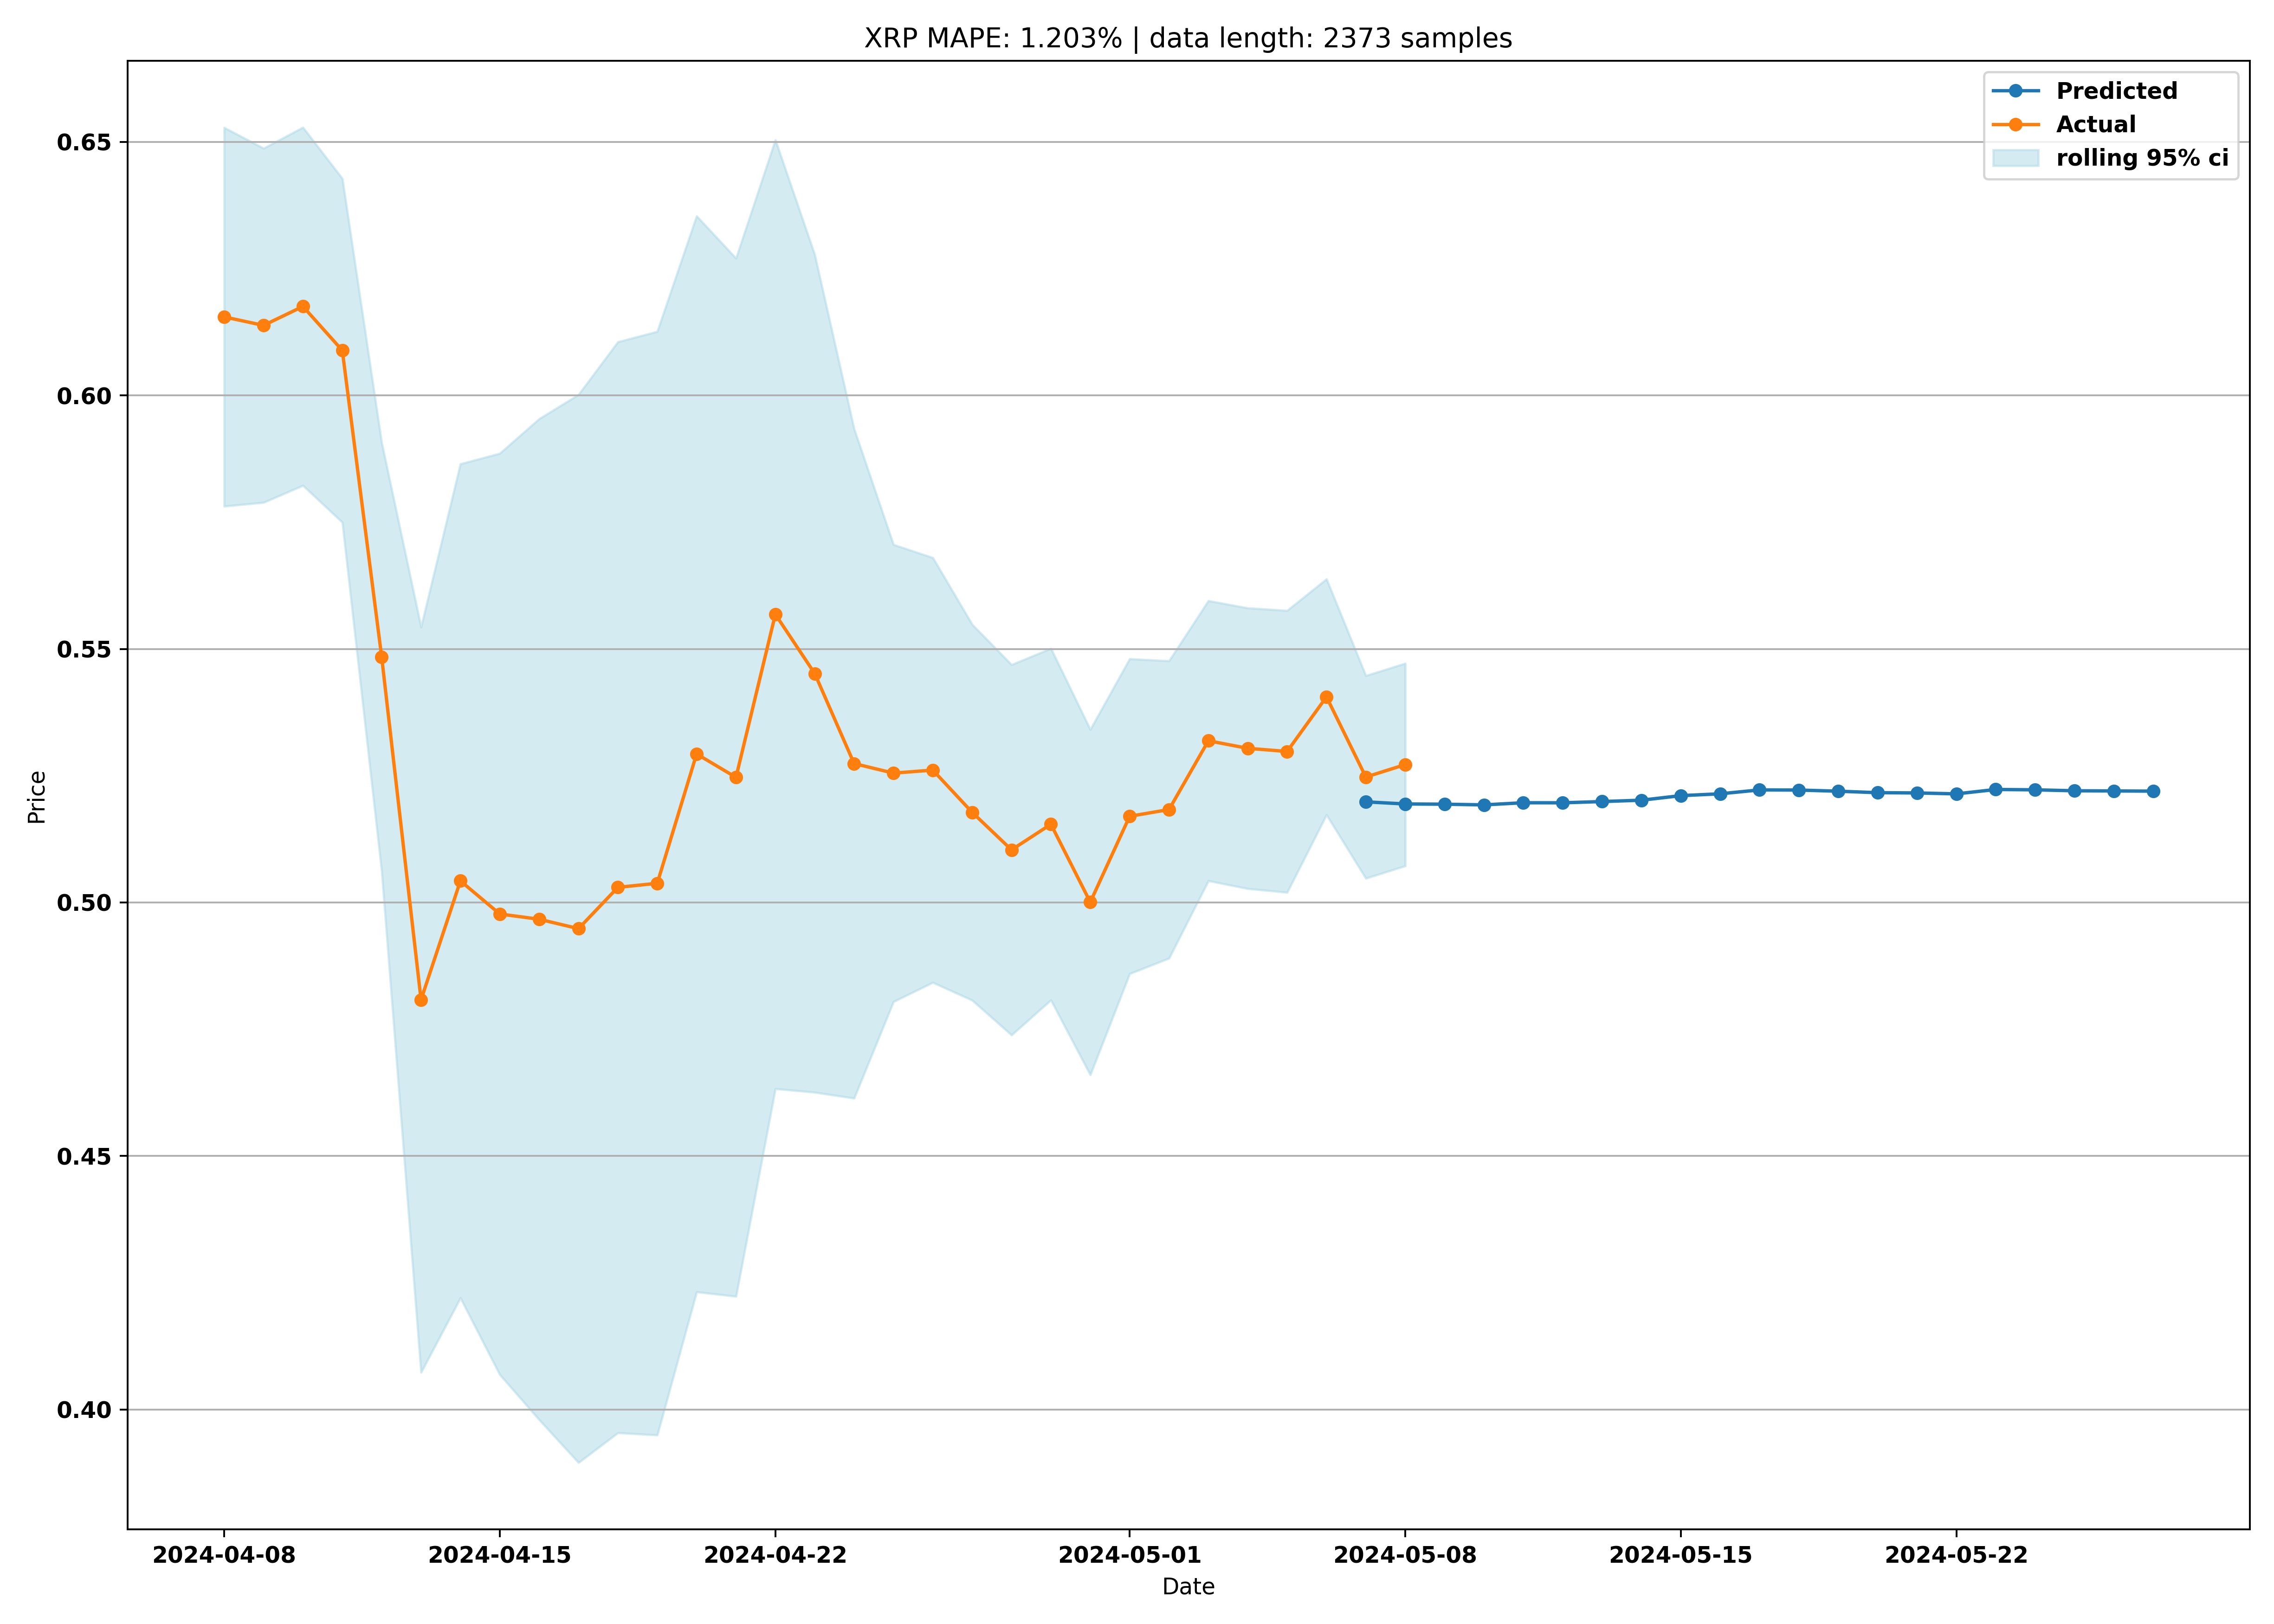 XRP MAPE: 1.203% | data length: 2373 samples
Predicted
Actual
rolling 95% ci
0.65
0.60
0.55
0.50
0.45
0.40
Price
2024-04-08
2024-04-15
2024-04-22
2024-05-01
2024-05-08
2024-05-15
2024-05-22
Date